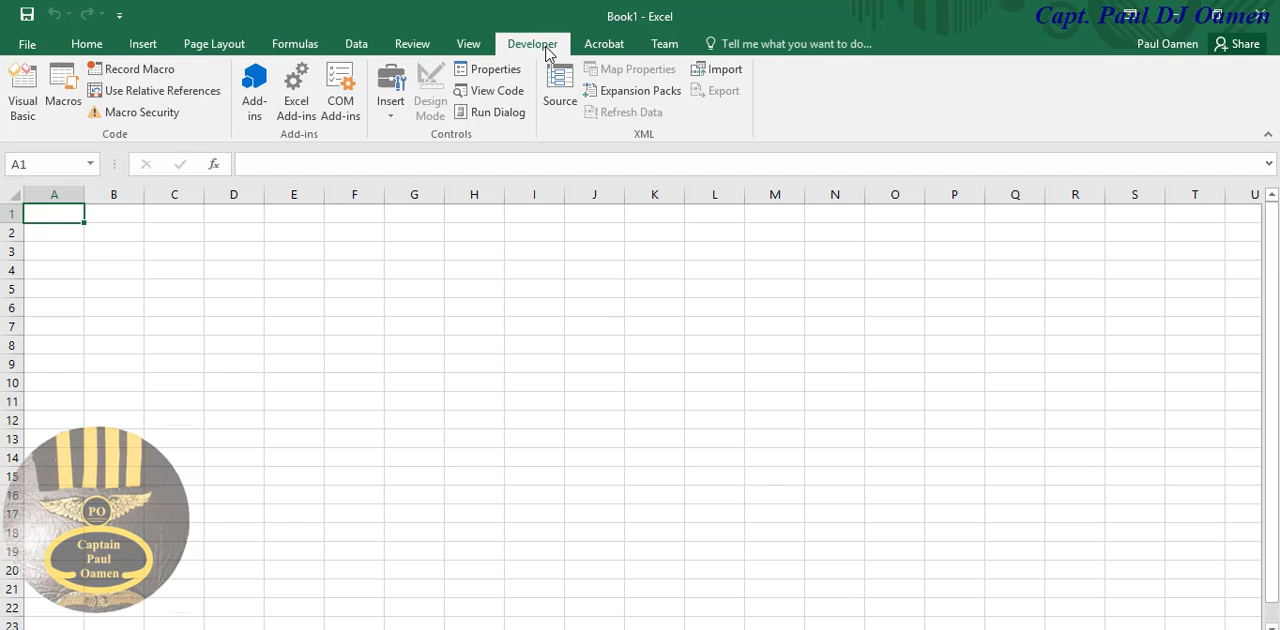 Book1 - Excel
Capt. Paul DJ Oamen
File Home Insert Page Layout Formulas Data Review View Developer Acrobat Team Tell me what you want to do... Paul Oamen Share
Visual Basic
Macros
Record Macro
Use Relative References
Macro Security
Code
Add-ins
Excel Add-ins
COM Add-ins
Add-ins
Insert
Design Mode
Properties
View Code
Run Dialog
Controls
Source
Map Properties
Expansion Packs
Refresh Data
Import
Export
XML
A1
fx
A B C D E F G H I J K L M N O P Q R S T U
1
2
3
4
5
6
7
8
9
10
11
12
13
14
15
16
17
18
19
20
21
22
23
PO
Captain
Paul
Oamen